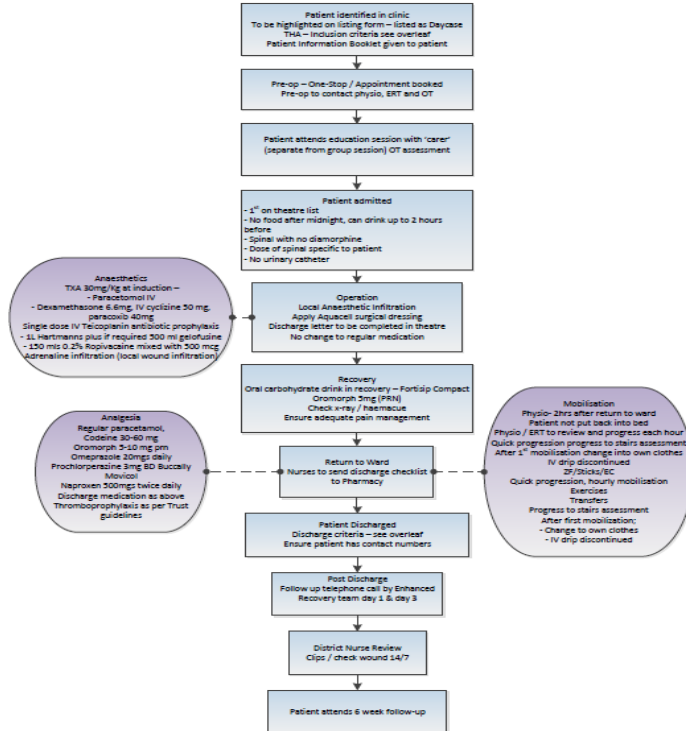 Patient identified in clinic
To be highlighted on listing form – listed as Daycase
THA – Inclusion criteria see overleaf
Patient Information Booklet given to patient
Pre-op – One-Stop / Appointment booked
Pre-op to contact physio, ERT and OT
Patient attends education session with 'carer'
(separate from group session) OT assessment
Patient admitted
- 1st on theatre list
- No food after midnight, can drink up to 2 hours
before
- Spinal with no diamorphine
- Dose of spinal specific to patient
- No urinary catheter
Anaesthetics
TXA 30mg/Kg at induction –
- Paracetomol IV
- Dexamethasone 6.6mg, IV cyclizine 50 mg,
paracoxib 40mg
Single dose IV Teicoplanin antibiotic prophylaxis
- 1L Hartmanns plus if required 500 ml gelofusine
- 150 mls 0.2% Ropivacaine mixed with 500 mcg
Adrenaline infiltration (local wound infiltration)
Operation
Local Anaesthetic Infiltration
Apply Aquacell surgical dressing
Discharge letter to be completed in theatre
No change to regular medication
Recovery
Oral carbohydrate drink in recovery – Fortisip Compact
Oromorph 5mg (PRN)
Check x-ray / haemacue
Ensure adequate pain management
Analgesia
Regular paracetamol,
Codeine 30-60 mg
Oromorph 5-10 mg prn
Omeprazole 20mgs daily
Prochlorperazine 3mg BD Buccally
Movicol
Naproxen 500mgs twice daily
Discharge medication as above
Thromboprophylaxis as per Trust
guidelines
Return to Ward
Nurses to send discharge checklist
to Pharmacy
Mobilisation
Physio- 2hrs after return to ward
Patient not put back into bed
Physio / ERT to review and progress each hour
Quick progression progress to stairs assessment
After 1st mobilisation change into own clothes
IV drip discontinued
ZF/Sticks/EC
Quick progression, hourly mobilisation
Exercises
Transfers
Progress to stairs assessment
After first mobilization;
- Change to own clothes
- IV drip discontinued
Patient Discharged
Discharge criteria – see overleaf
Ensure patient has contact numbers
Post Discharge
Follow up telephone call by Enhanced
Recovery team day 1 & day 3
District Nurse Review
Clips / check wound 14/7
Patient attends 6 week follow-up